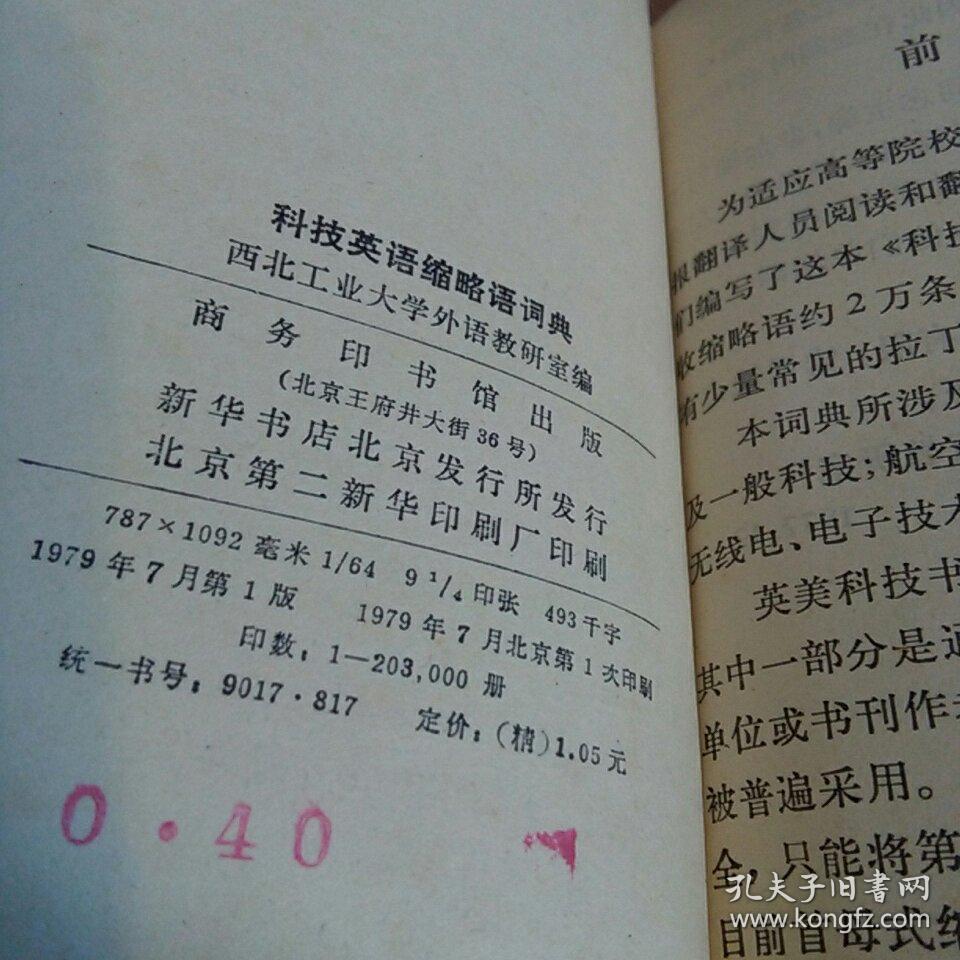 科技英语缩略语词典
西北工业大学外语教研室编
商务印书馆出版
(北京王府井大街36号)
新华书店北京发行所发行
北京第二新华印刷厂印刷
787×1092毫米1/64 9 1/4印张 493千字
1979年7月第1版 1979年7月北京第1次印刷
印数：1—203,000册
统一书号：9017·817 定价：(精)1.05元
0.40
前
为适应高等院校
报翻译人员阅读和翻
们编写了这本《科技
收缩略语约2万条
有少量常见的拉丁
本词典所涉及
及一般科技；航空
无线电、电子技术
英美科技书
其中一部分是通
单位或书刊作者
被普遍采用。
全，只能将第
目前首母式缩
孔夫子旧书网
www.kongfz.com